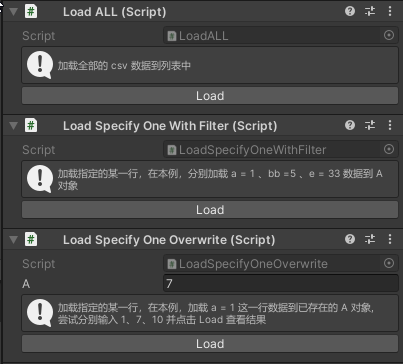 Load ALL (Script)
Script LoadALL
加载全部的 csv 数据到列表中
Load
Load Specify One With Filter (Script)
Script LoadSpecifyOneWithFilter
加载指定的某一行，在本例，分别加载 a = 1 、bb =5 、e = 33 数据到 A
对象
Load
Load Specify One Overwrite (Script)
Script LoadSpecifyOneOverwrite
A 7
加载指定的某一行，在本例，加载 a = 1 这一行数据到已存在的 A 对象，
尝试分别输入 1、7、10 并点击 Load 查看结果
Load